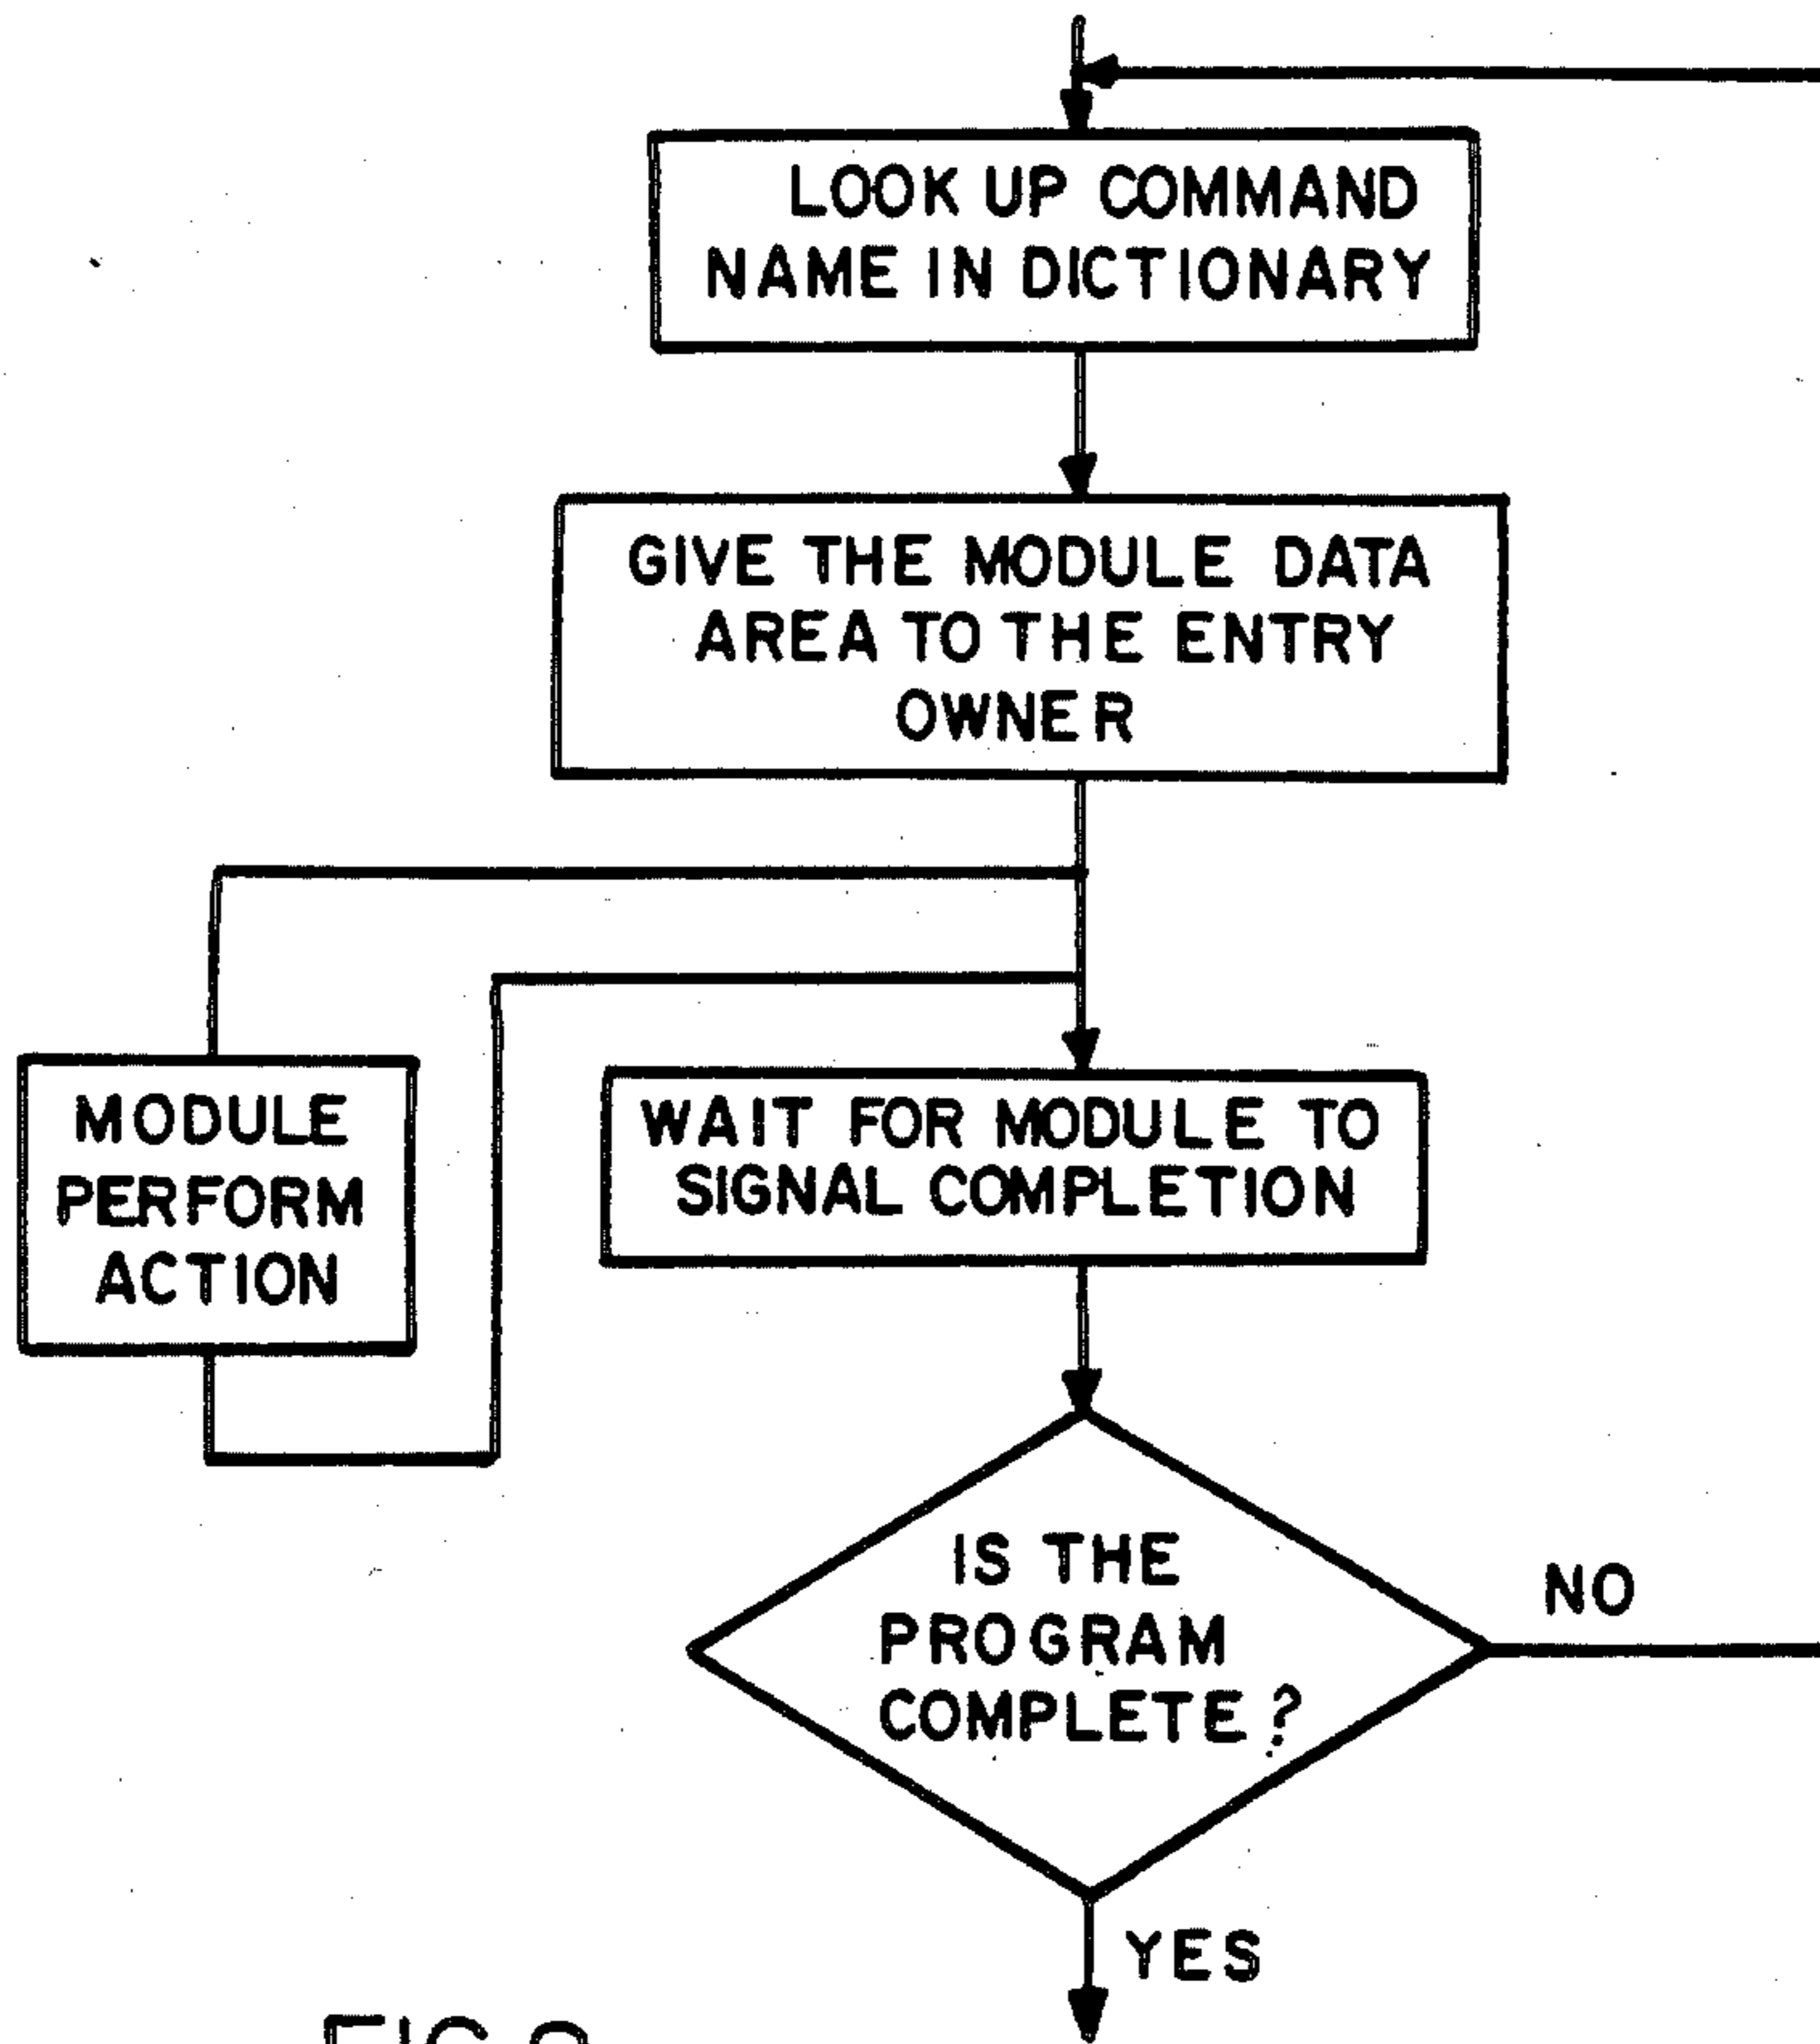 LOOK UP COMMAND
NAME IN DICTIONARY
GIVE THE MODULE DATA
AREA TO THE ENTRY
OWNER
MODULE
PERFORM
ACTION
WAIT FOR MODULE TO
SIGNAL COMPLETION
IS THE
PROGRAM
COMPLETE?
NO
YES
FIG